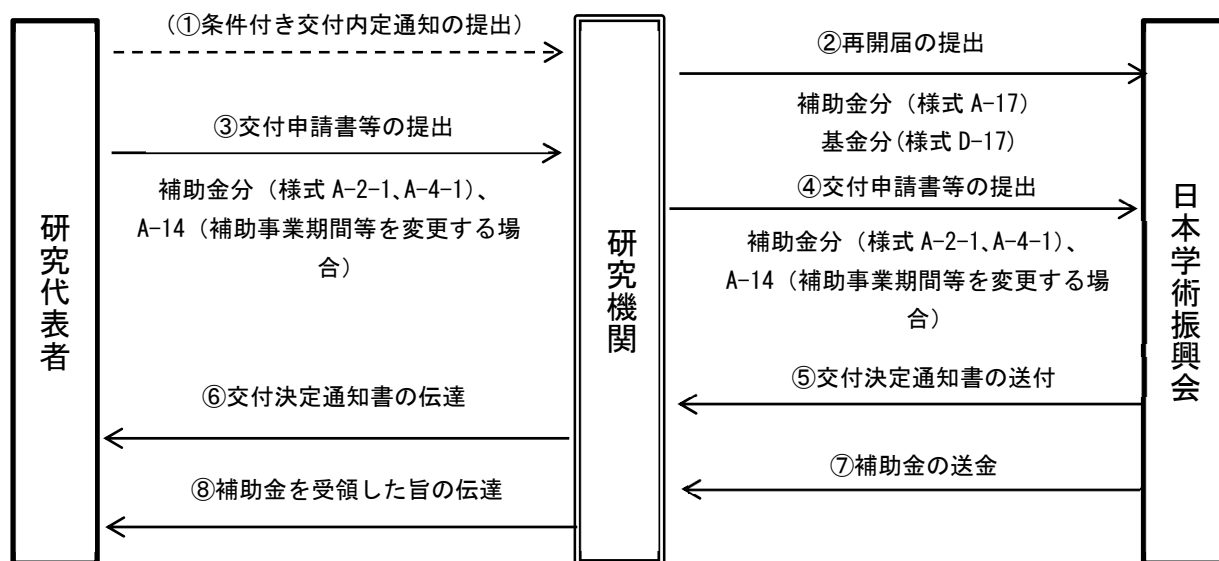 (①条件付き交付内定通知の提出)
②再開届の提出
補助金分（様式 A-17）
基金分(様式 D-17)
③交付申請書等の提出
補助金分（様式 A-2-1、A-4-1）、
A-14（補助事業期間等を変更する場
合）
④交付申請書等の提出
補助金分（様式 A-2-1、A-4-1）、
A-14（補助事業期間等を変更する場
合）
研究代表者
研究機関
日本学術振興会
⑤交付決定通知書の送付
⑥交付決定通知書の伝達
⑦補助金の送金
⑧補助金を受領した旨の伝達